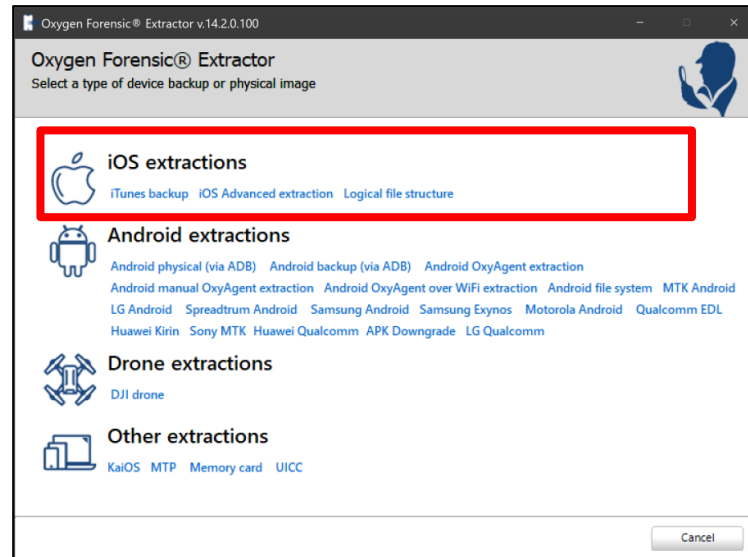 Oxygen Forensic® Extractor v.14.2.0.100
Oxygen Forensic® Extractor
Select a type of device backup or physical image
iOS extractions
iTunes backup iOS Advanced extraction Logical file structure
Android extractions
Android physical (via ADB) Android backup (via ADB) Android OxyAgent extraction
Android manual OxyAgent extraction Android OxyAgent over WiFi extraction Android file system MTK Android
LG Android Spreadtrum Android Samsung Android Samsung Exynos Motorola Android Qualcomm EDL
Huawei Kirin Sony MTK Huawei Qualcomm APK Downgrade LG Qualcomm
Drone extractions
DJI drone
Other extractions
KaiOS MTP Memory card UICC
Cancel